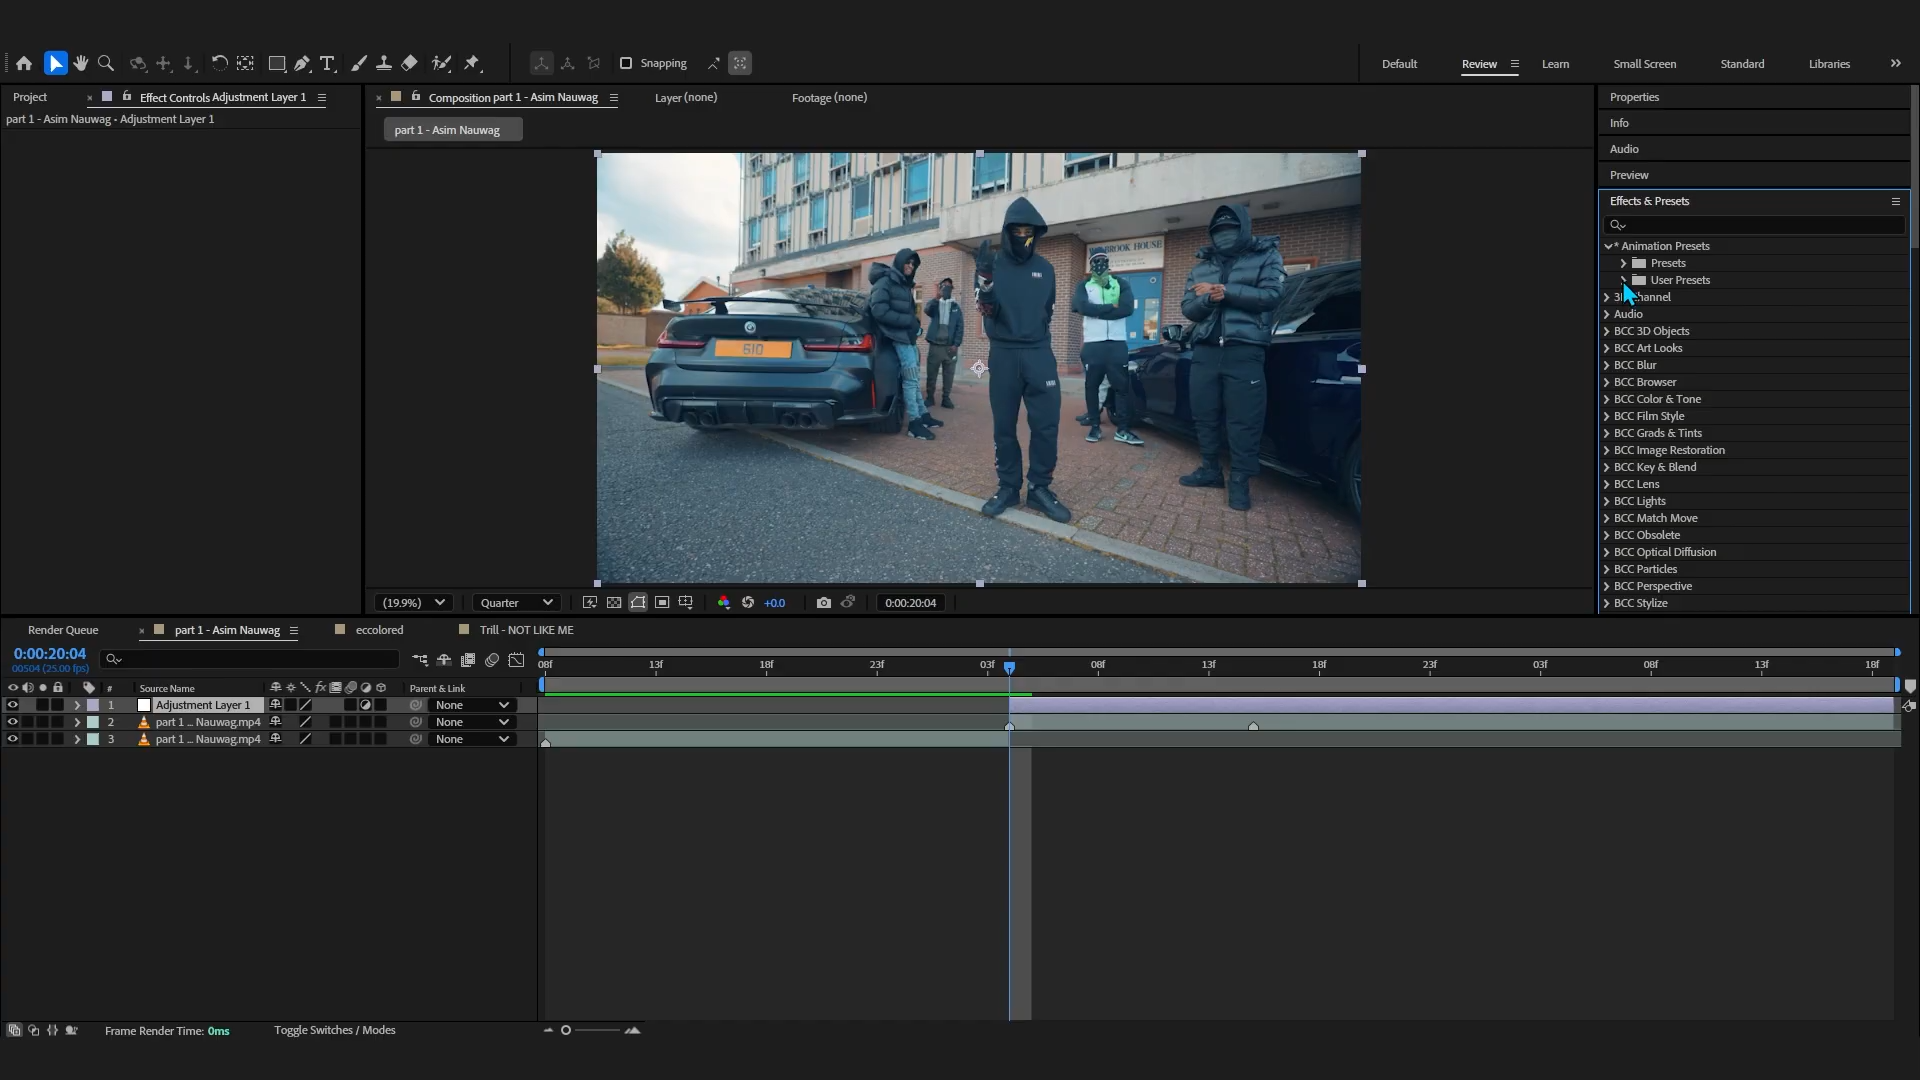 Snapping
Default
Review
Learn
Small Screen
Standard
Libraries
Project
Effect Controls Adjustment Layer 1
Composition part 1 - Asim Nauwag
Layer (none)
Footage (none)
Properties
part 1 - Asim Nauwag • Adjustment Layer 1
part 1 - Asim Nauwag
Info
Audio
Preview
Effects & Presets
* Animation Presets
Presets
User Presets
Audio
BCC 3D Objects
BCC Art Looks
BCC Blur
BCC Browser
BCC Color & Tone
BCC Film Style
BCC Grads & Tints
BCC Image Restoration
BCC Key & Blend
BCC Lens
BCC Lights
BCC Match Move
BCC Obsolete
BCC Optical Diffusion
BCC Particles
BCC Perspective
BCC Stylize
(19.9%)
Quarter
+0.0
0:00:20:04
Render Queue
part 1 - Asim Nauwag
eccolored
Trill - NOT LIKE ME
0:00:20:04
00504 (25.00 fps)
08f 13f 18f 23f 03f 08f 13f 18f 23f 03f 08f 13f 18f
# Source Name fx Parent & Link
1 Adjustment Layer 1 None
2 part 1 ... Nauwag.mp4 None
3 part 1 ... Nauwag.mp4 None
Frame Render Time: 0ms
Toggle Switches / Modes